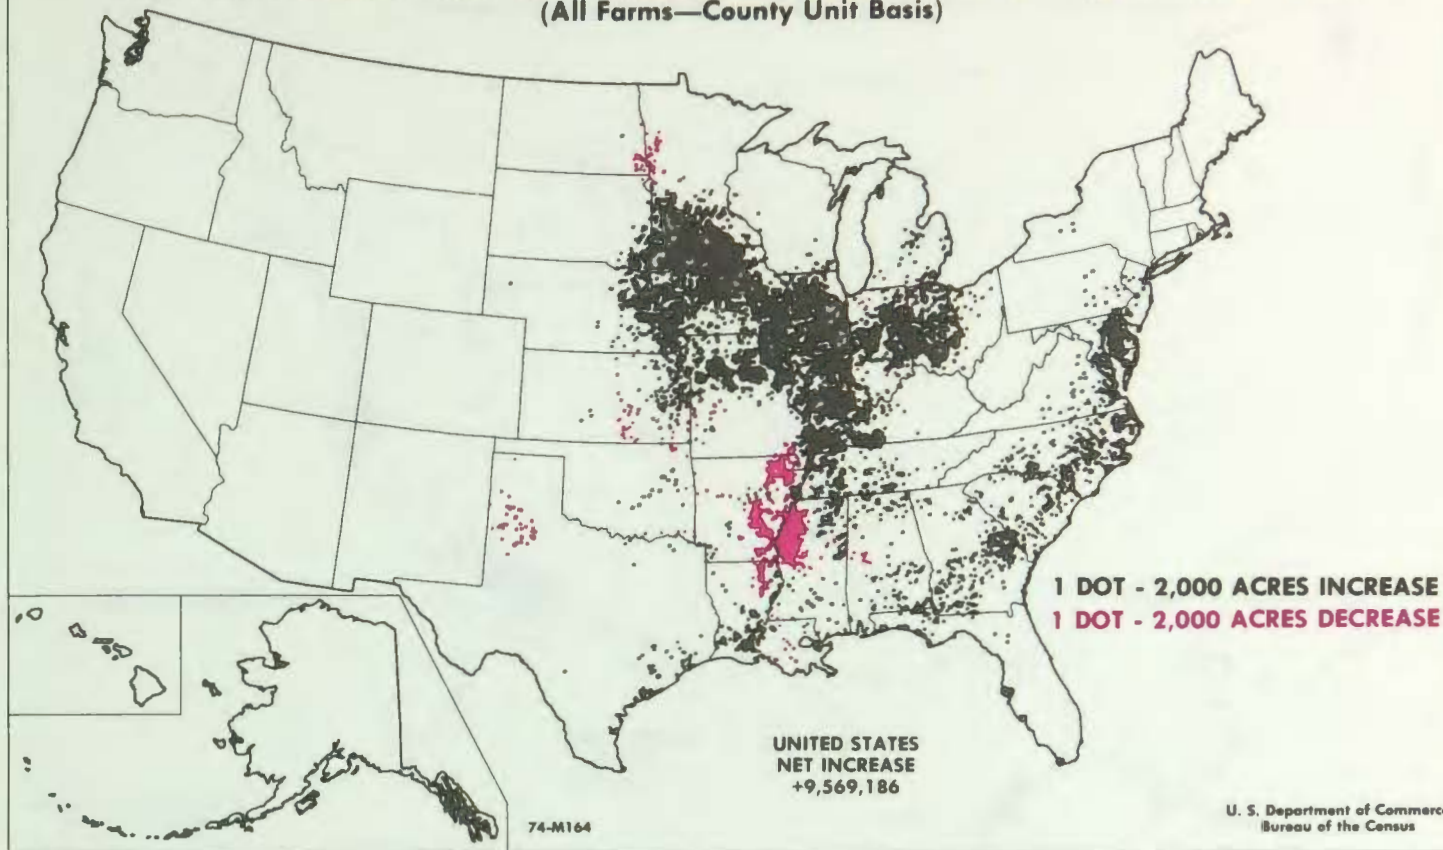 (All Farms—County Unit Basis)
1 DOT - 2,000 ACRES INCREASE
1 DOT - 2,000 ACRES DECREASE
UNITED STATES
NET INCREASE
+9,569,186
74-M164
U. S. Department of Commerc
Bureau of the Census